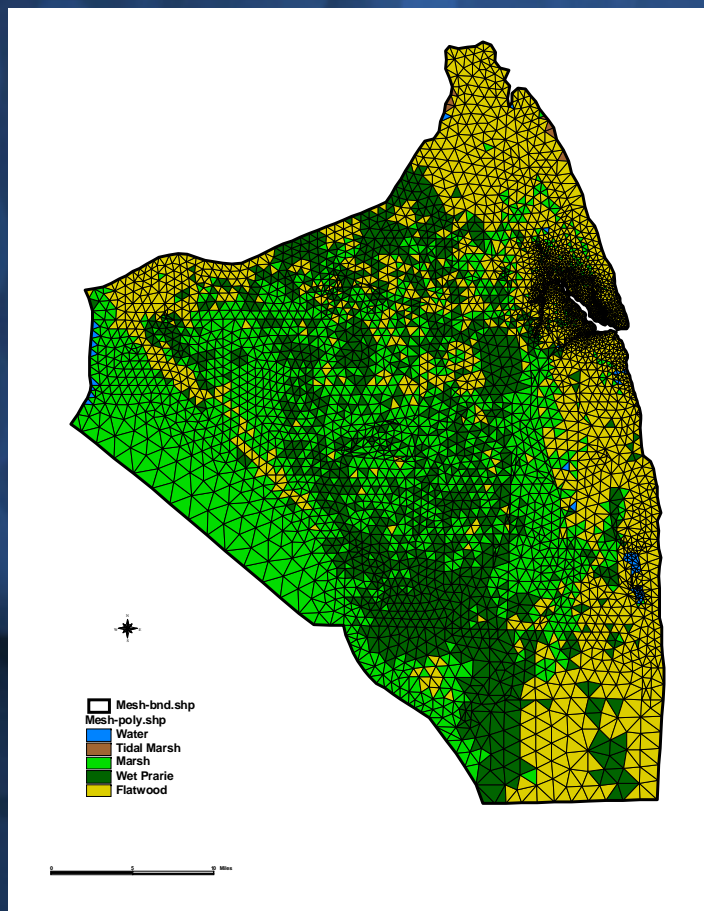 Mesh-bnd.shp
Mesh-poly.shp
Water
Tidal Marsh
Marsh
Wet Prarie
Flatwood
0 5 10 Miles